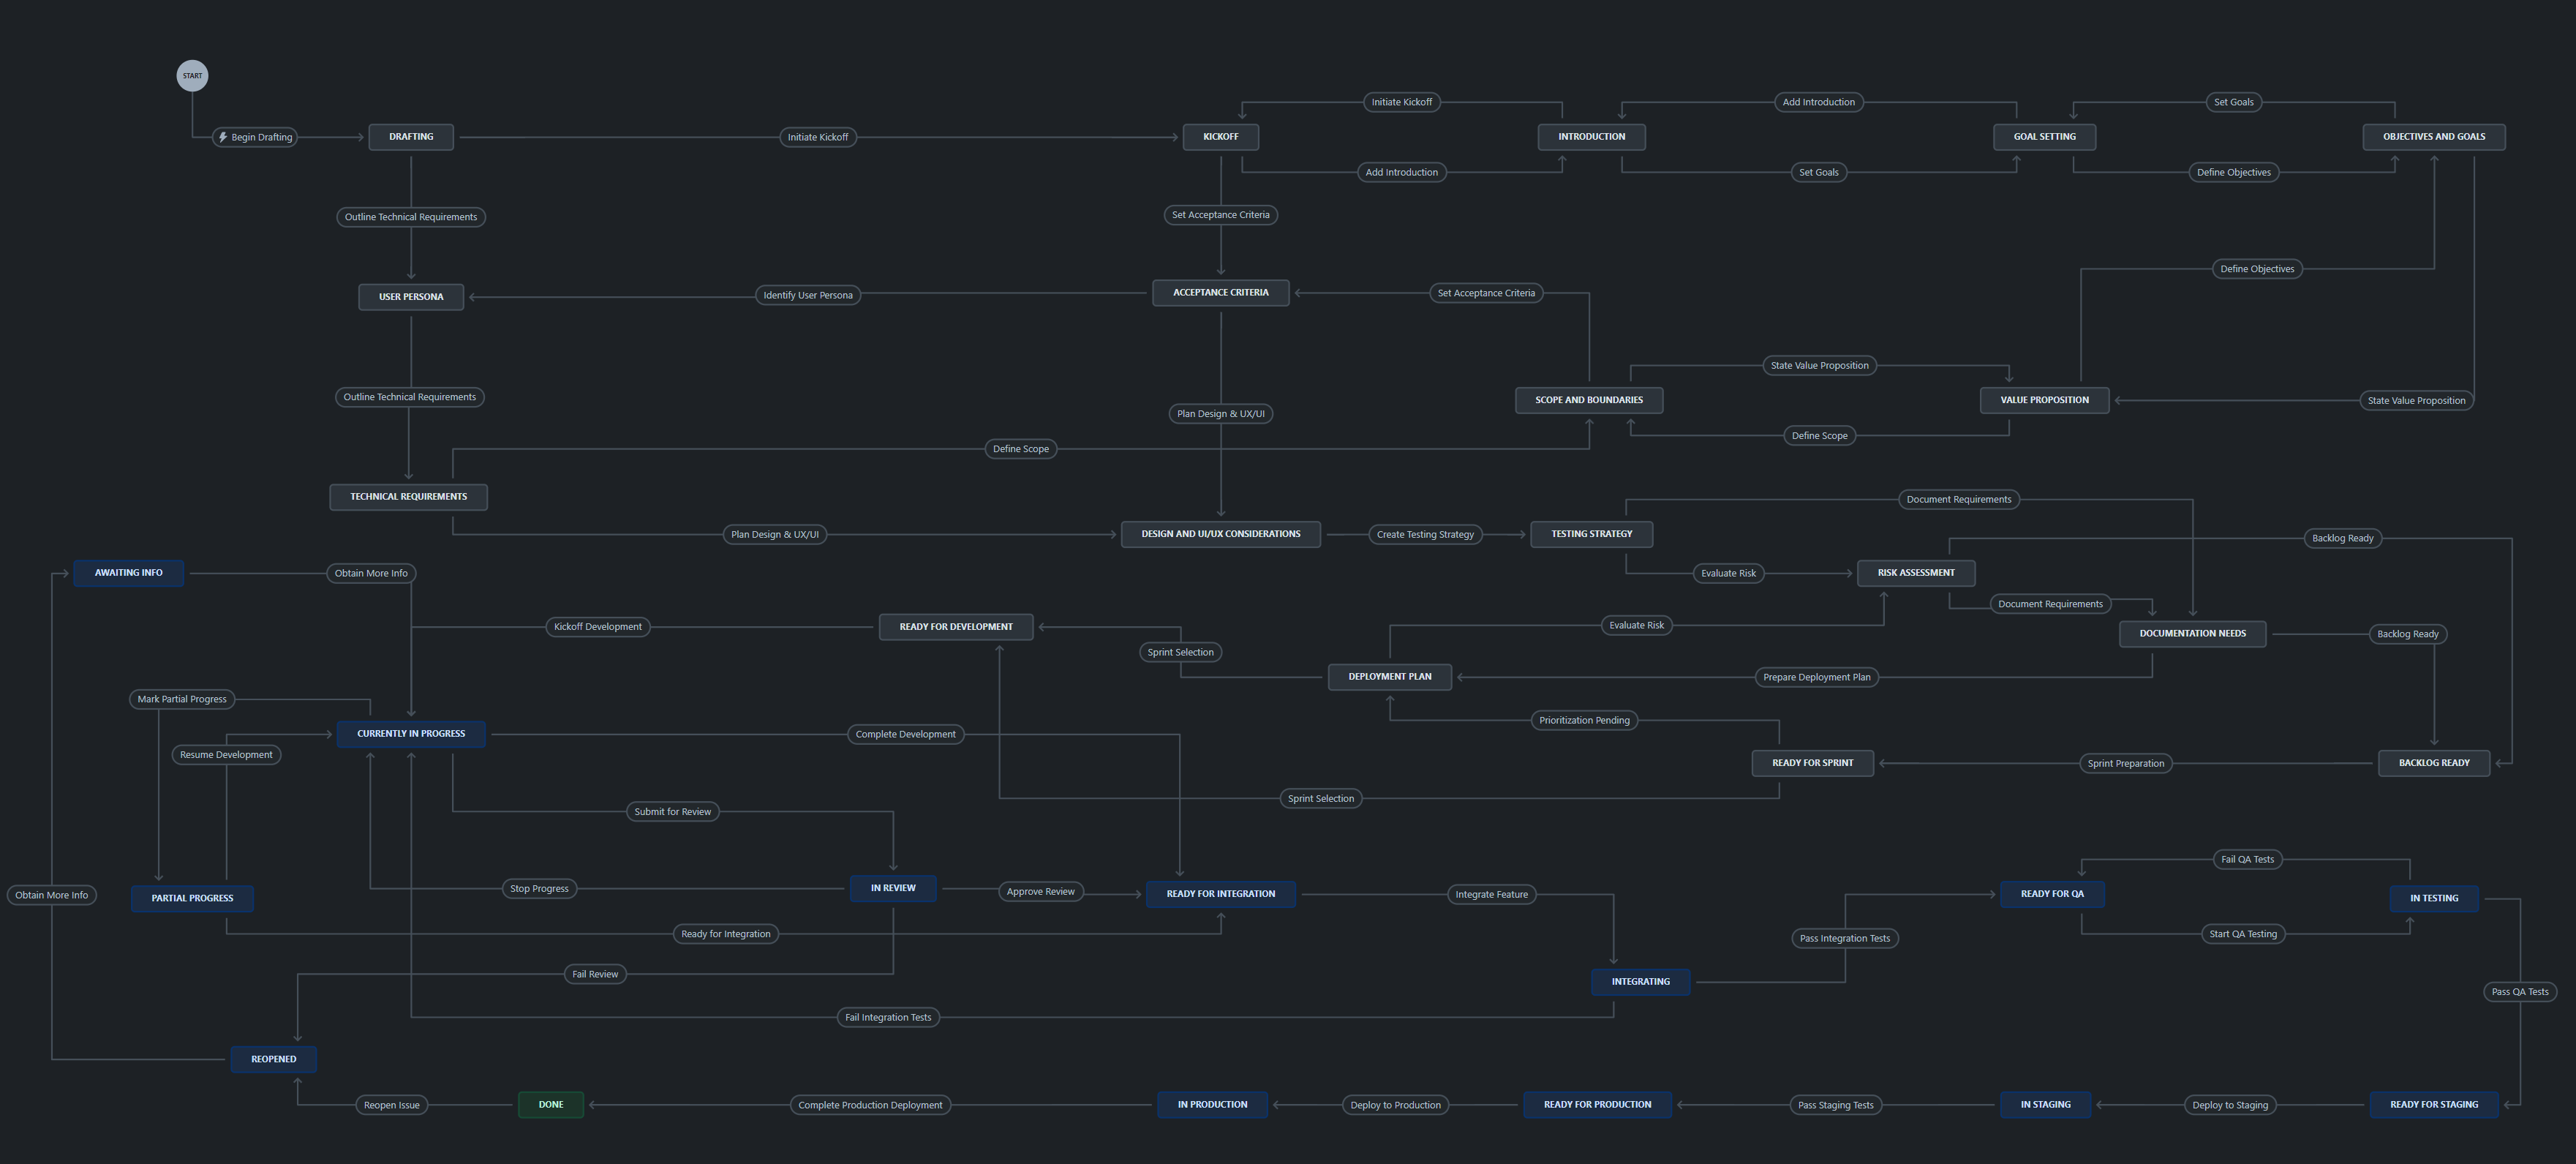 START
Initiate Kickoff
Add Introduction
Set Goals
Begin Drafting
DRAFTING
Initiate Kickoff
KICKOFF
INTRODUCTION
GOAL SETTING
OBJECTIVES AND GOALS
Add Introduction
Set Goals
Define Objectives
Outline Technical Requirements
Set Acceptance Criteria
Define Objectives
USER PERSONA
Identify User Persona
ACCEPTANCE CRITERIA
Set Acceptance Criteria
State Value Proposition
Outline Technical Requirements
SCOPE AND BOUNDARIES
VALUE PROPOSITION
State Value Proposition
Plan Design & UX/UI
Define Scope
Define Scope
TECHNICAL REQUIREMENTS
Document Requirements
Plan Design & UX/UI
DESIGN AND UI/UX CONSIDERATIONS
Create Testing Strategy
TESTING STRATEGY
Backlog Ready
AWAITING INFO
Obtain More Info
Evaluate Risk
RISK ASSESSMENT
Document Requirements
Kickoff Development
READY FOR DEVELOPMENT
Evaluate Risk
DOCUMENTATION NEEDS
Backlog Ready
Sprint Selection
DEPLOYMENT PLAN
Prepare Deployment Plan
Mark Partial Progress
Prioritization Pending
CURRENTLY IN PROGRESS
Complete Development
Resume Development
READY FOR SPRINT
Sprint Preparation
BACKLOG READY
Sprint Selection
Submit for Review
Fail QA Tests
Obtain More Info
PARTIAL PROGRESS
Stop Progress
IN REVIEW
Approve Review
READY FOR INTEGRATION
Integrate Feature
READY FOR QA
IN TESTING
Ready for Integration
Pass Integration Tests
Start QA Testing
Fail Review
INTEGRATING
Pass QA Tests
Fail Integration Tests
REOPENED
Reopen Issue
DONE
Complete Production Deployment
IN PRODUCTION
Deploy to Production
READY FOR PRODUCTION
Pass Staging Tests
IN STAGING
Deploy to Staging
READY FOR STAGING